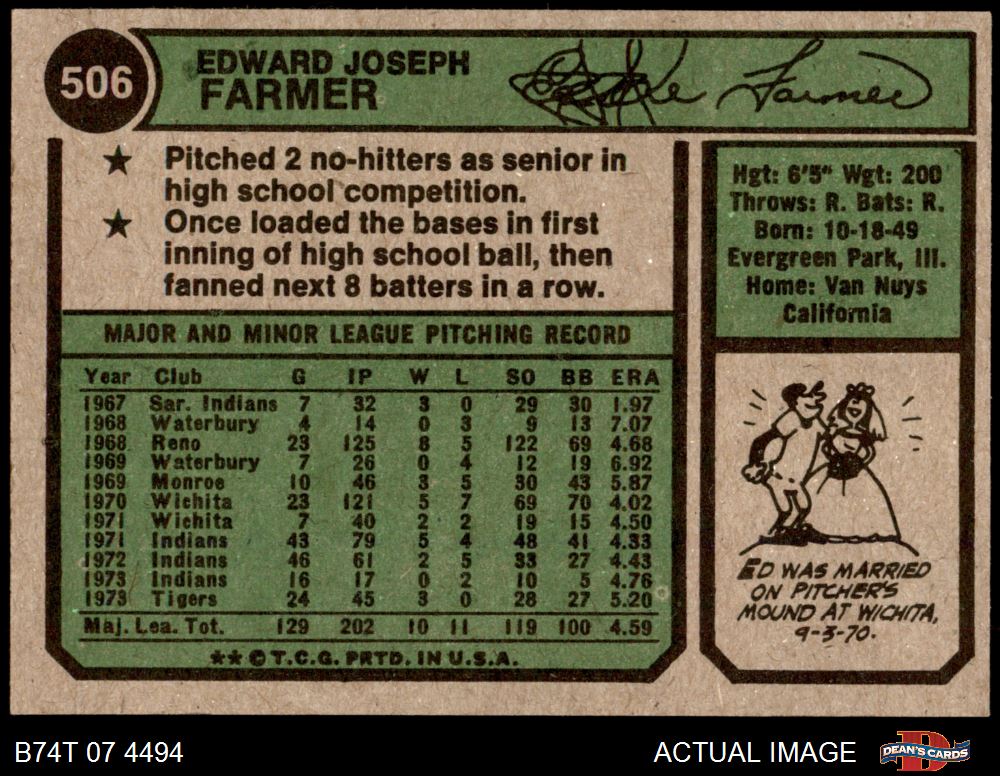 506
EDWARD JOSEPH
FARMER
Farmer
★ Pitched 2 no-hitters as senior in
high school competition.
★ Once loaded the bases in first
inning of high school ball, then
fanned next 8 batters in a row.
Hgt: 6'5" Wgt: 200
Throws: R. Bats: R.
Born: 10-18-49
Evergreen Park, Ill.
Home: Van Nuys
California
MAJOR AND MINOR LEAGUE PITCHING RECORD
Year Club G IP W L SO BB ERA
1967 Sar. Indians 7 32 3 0 29 30 1.97
1968 Waterbury 4 14 0 3 9 13 7.07
1968 Reno 23 125 8 5 122 69 4.68
1969 Waterbury 7 26 0 4 12 19 6.92
1969 Monroe 10 46 3 5 30 43 5.87
1970 Wichita 23 121 5 7 69 70 4.02
1971 Wichita 7 40 2 2 19 15 4.50
1971 Indians 43 79 5 4 48 41 4.33
1972 Indians 46 61 2 5 33 27 4.43
1973 Indians 16 17 0 2 10 5 4.76
1973 Tigers 24 45 3 0 28 27 5.20
Maj. Lea. Tot. 129 202 10 11 119 100 4.59
★★ © T.C.G. PRTD. IN U.S.A.
ED WAS MARRIED
ON PITCHER'S
MOUND AT WICHITA,
9-3-70.
B74T 07 4494
ACTUAL IMAGE
DEAN'S CARDS